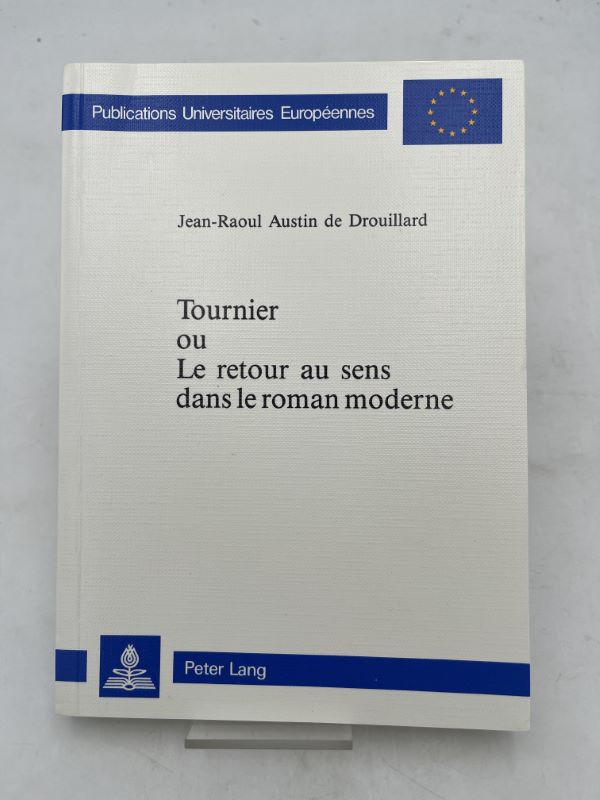 Publications Universitaires Européennes
Jean-Raoul Austin de Drouillard
Tournier
ou
Le retour au sens
dans le roman moderne
Peter Lang